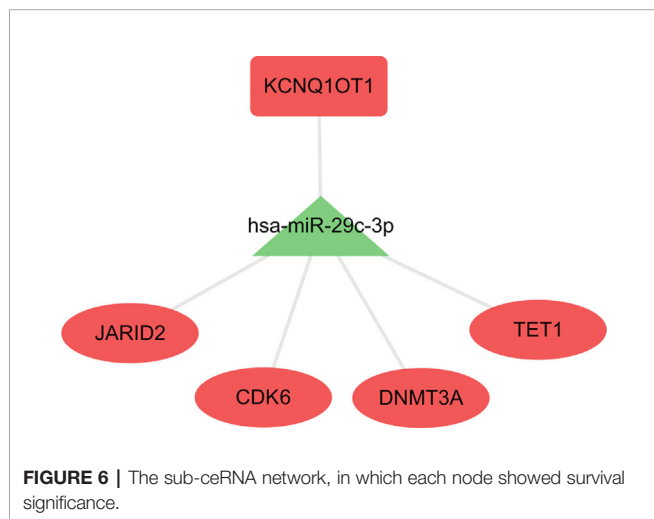 KCNQ1OT1
hsa-miR-29c-3p
JARID2
TET1
CDK6
DNMT3A
FIGURE 6 | The sub-ceRNA network, in which each node showed survival
significance.